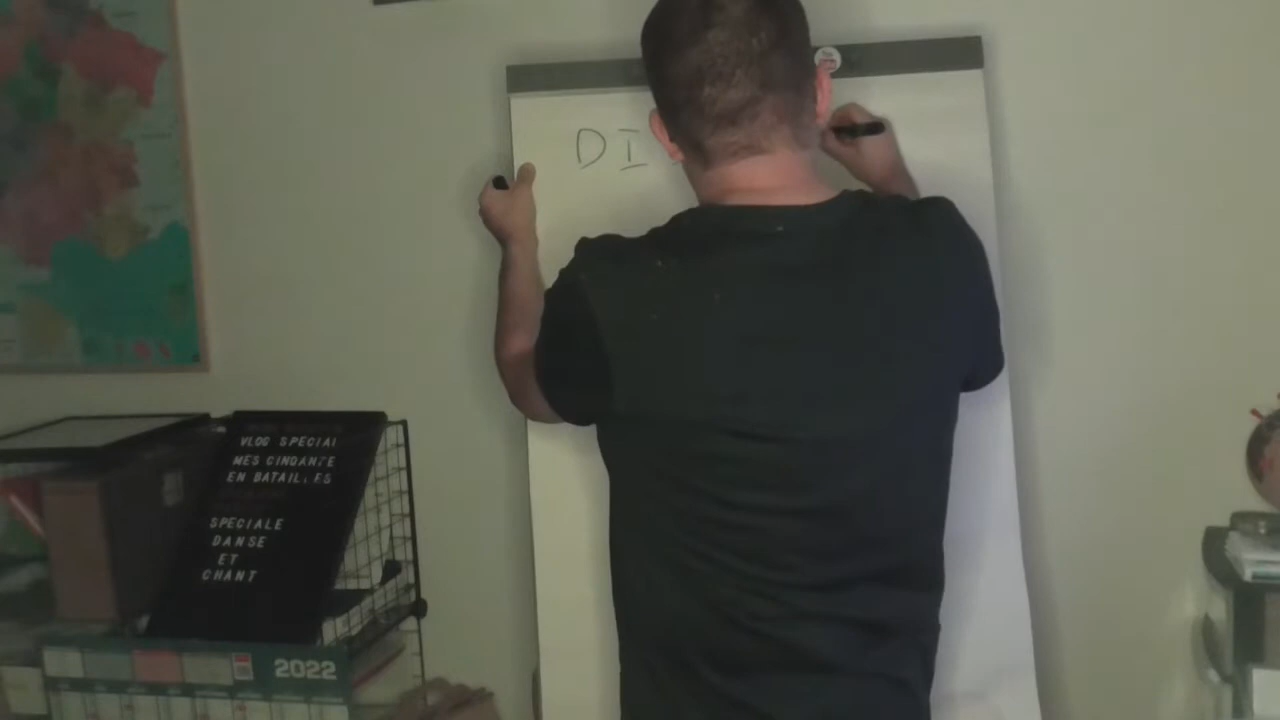 DI
VLOG SPECIAL
MES CINQANTE
EN BATAILLES
SPECIALE
DANSE
ET
CHANT
2022